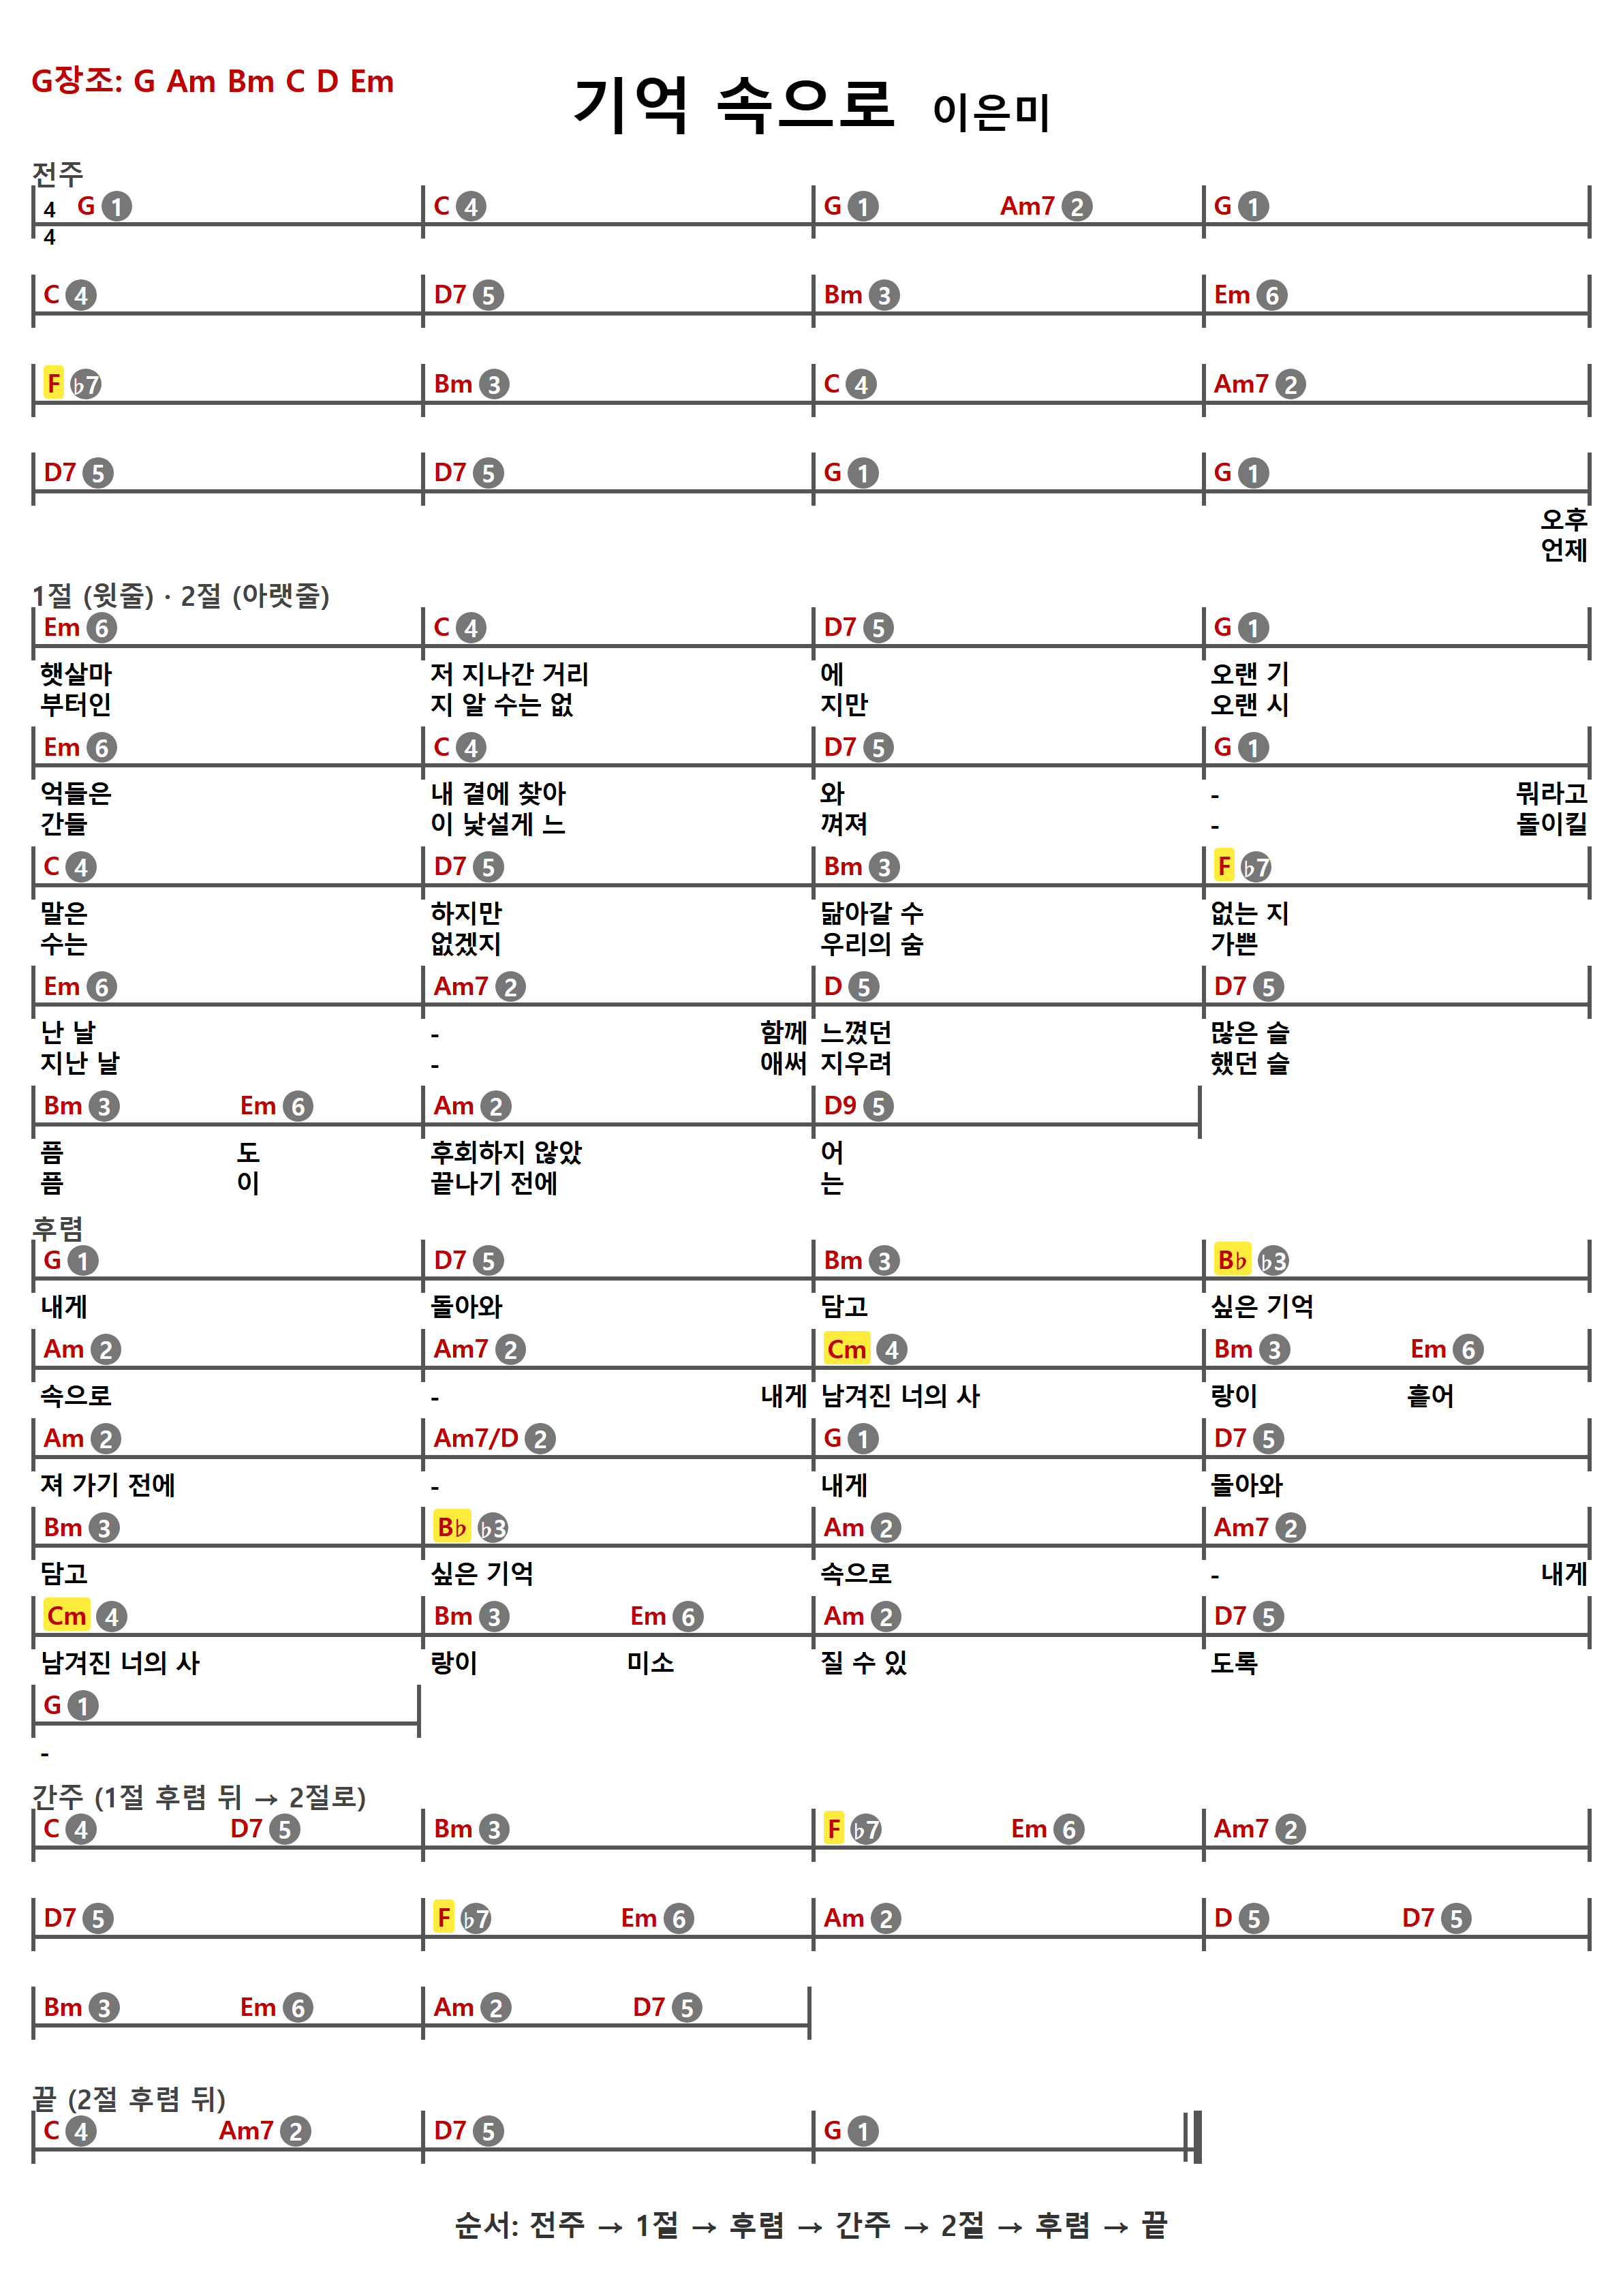 G장조: G Am Bm C D Em
기억 속으로 이은미
전주
4/4 G 1 C 4 G 1 Am7 2 G 1
C 4 D7 5 Bm 3 Em 6
F ♭7 Bm 3 C 4 Am7 2
D7 5 D7 5 G 1 G 1
오후
언제
1절 (윗줄) · 2절 (아랫줄)
Em 6 C 4 D7 5 G 1
햇살마 저 지나간 거리 에 오랜 기
부터인 지 알 수는 없 지만 오랜 시
Em 6 C 4 D7 5 G 1
억들은 내 곁에 찾아 와 - 뭐라고
간들 이 낯설게 느 껴져 - 돌이킬
C 4 D7 5 Bm 3 F ♭7
말은 하지만 닮아갈 수 없는 지
수는 없겠지 우리의 숨 가쁜
Em 6 Am7 2 D 5 D7 5
난 날 - 함께 느꼈던 많은 슬
지난 날 - 애써 지우려 했던 슬
Bm 3 Em 6 Am 2 D9 5
픔 도 후회하지 않았 어
픔 이 끝나기 전에 는
후렴
G 1 D7 5 Bm 3 B♭ ♭3
내게 돌아와 담고 싶은 기억
Am 2 Am7 2 Cm 4 Bm 3 Em 6
속으로 - 내게 남겨진 너의 사 랑이 흩어
Am 2 Am7/D 2 G 1 D7 5
져 가기 전에 - 내게 돌아와
Bm 3 B♭ ♭3 Am 2 Am7 2
담고 싶은 기억 속으로 - 내게
Cm 4 Bm 3 Em 6 Am 2 D7 5
남겨진 너의 사 랑이 미소 질 수 있 도록
G 1
-
간주 (1절 후렴 뒤 → 2절로)
C 4 D7 5 Bm 3 F ♭7 Em 6 Am7 2
D7 5 F ♭7 Em 6 Am 2 D 5 D7 5
Bm 3 Em 6 Am 2 D7 5
끝 (2절 후렴 뒤)
C 4 Am7 2 D7 5 G 1
순서: 전주 → 1절 → 후렴 → 간주 → 2절 → 후렴 → 끝